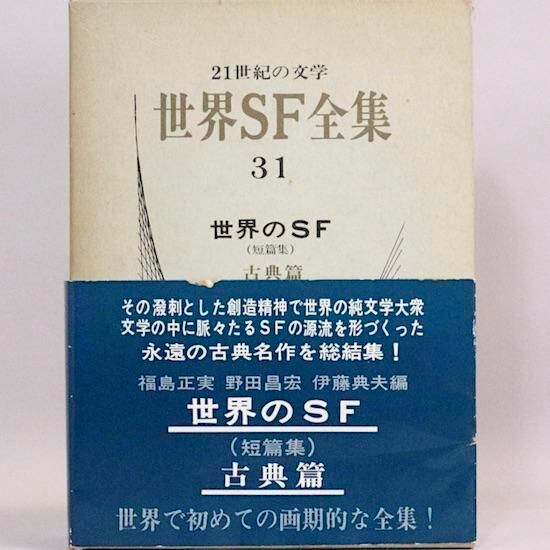 21世紀の文学
世界SF全集
31
世界のSF
(短篇集)
古典篇
その潑刺とした創造精神で世界の純文学大衆
文学の中に脈々たるSFの源流を形づくった
永遠の古典名作を総結集!
福島正実 野田昌宏 伊藤典夫編
世界のSF
(短篇集)
古典篇
世界で初めての画期的な全集!